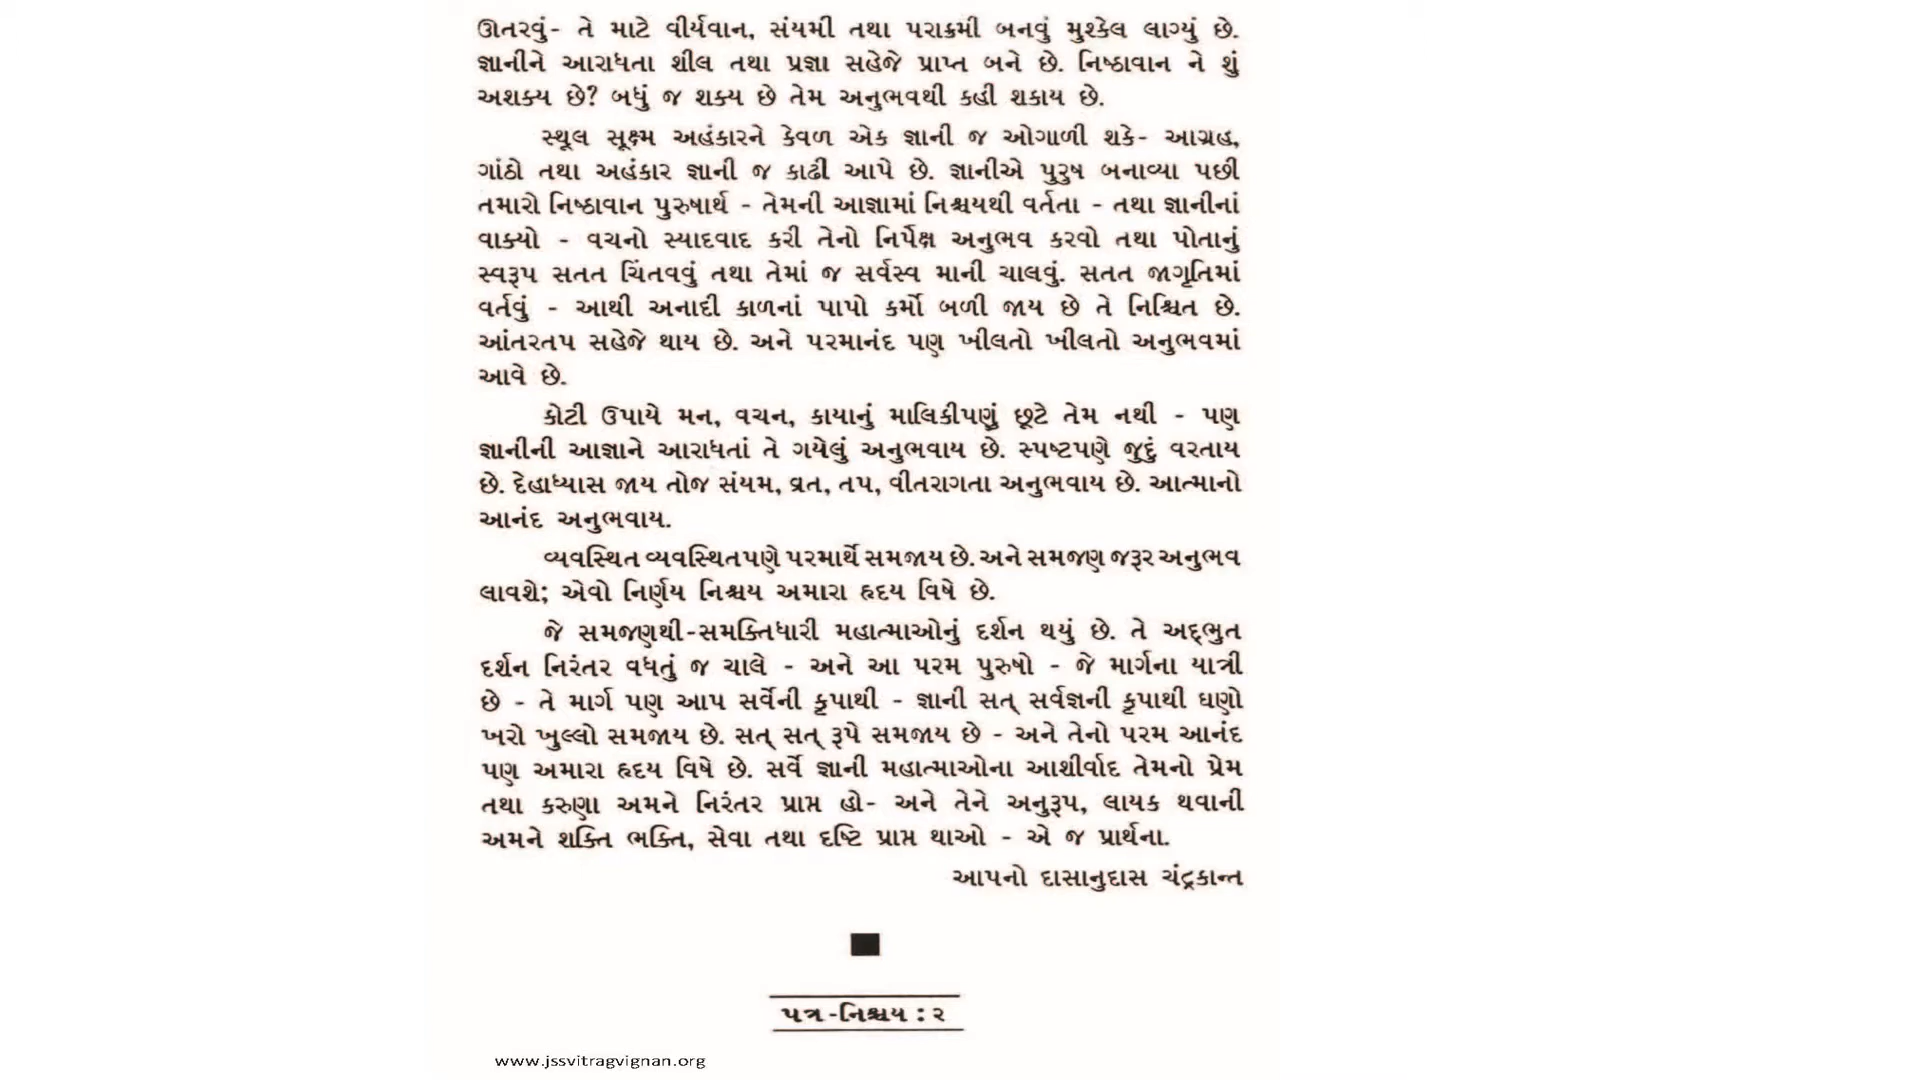 ઊતરવું- તે માટે વીર્યવાન, સંયમી તથા પરાક્રમી બનવું મુશ્કેલ લાગ્યું છે.
જ્ઞાનીને આરાધતા શીલ તથા પ્રજ્ઞા સહેજે પ્રાપ્ત બને છે. નિષ્ઠાવાન ને શું
અશક્ય છે? બધું જ શક્ય છે તેમ અનુભવથી કહી શકાય છે.
સ્થૂલ સૂક્ષ્મ અહંકારને કેવળ એક જ્ઞાની જ ઓગાળી શકે- આગ્રહ,
ગાંઠો તથા અહંકાર જ્ઞાની જ કાઢી આપે છે. જ્ઞાનીએ પુરુષ બનાવ્યા પછી
તમારો નિષ્ઠાવાન પુરુષાર્થ - તેમની આજ્ઞામાં નિશ્ચયથી વર્તતા - તથા જ્ઞાનીનાં
વાક્યો - વચનો સ્યાદવાદ કરી તેનો નિર્પેક્ષ અનુભવ કરવો તથા પોતાનું
સ્વરૂપ સતત ચિંતવવું તથા તેમાં જ સર્વસ્વ માની ચાલવું. સતત જાગૃતિમાં
વર્તવું - આથી અનાદી કાળનાં પાપો કર્મો બળી જાય છે તે નિશ્ચિત છે.
આંતરતપ સહેજે થાય છે. અને પરમાનંદ પણ ખીલતો ખીલતો અનુભવમાં
આવે છે.
કોટી ઉપાયે મન, વચન, કાયાનું માલિકીપણું છૂટે તેમ નથી - પણ
જ્ઞાનીની આજ્ઞાને આરાધતાં તે ગયેલું અનુભવાય છે. સ્પષ્ટપણે જુદું વરતાય
છે. દેહાધ્યાસ જાય તોજ સંયમ, વ્રત, તપ, વીતરાગતા અનુભવાય છે. આત્માનો
આનંદ અનુભવાય.
વ્યવસ્થિત વ્યવસ્થિતપણે પરમાર્થે સમજાય છે. અને સમજણ જરૂર અનુભવ
લાવશે; એવો નિર્ણય નિશ્ચય અમારા હૃદય વિષે છે.
જે સમજણથી-સમક્તિધારી મહાત્માઓનું દર્શન થયું છે. તે અદ્ભુત
દર્શન નિરંતર વધતું જ ચાલે - અને આ પરમ પુરુષો - જે માર્ગના યાત્રી
છે - તે માર્ગ પણ આપ સર્વેની કૃપાથી - જ્ઞાની સત્ સર્વજ્ઞની કૃપાથી ઘણો
ખરો ખુલ્લો સમજાય છે. સત્ સત્ રૂપે સમજાય છે - અને તેનો પરમ આનંદ
પણ અમારા હૃદય વિષે છે. સર્વે જ્ઞાની મહાત્માઓના આશીર્વાદ તેમનો પ્રેમ
તથા કરુણા અમને નિરંતર પ્રાપ્ત હો- અને તેને અનુરૂપ, લાયક થવાની
અમને શક્તિ ભક્તિ, સેવા તથા દૃષ્ટિ પ્રાપ્ત થાઓ - એ જ પ્રાર્થના.
આપનો દાસાનુદાસ ચંદ્રકાન્ત
પત્ર-નિશ્ચય : ૨
www.jssvitragvignan.org